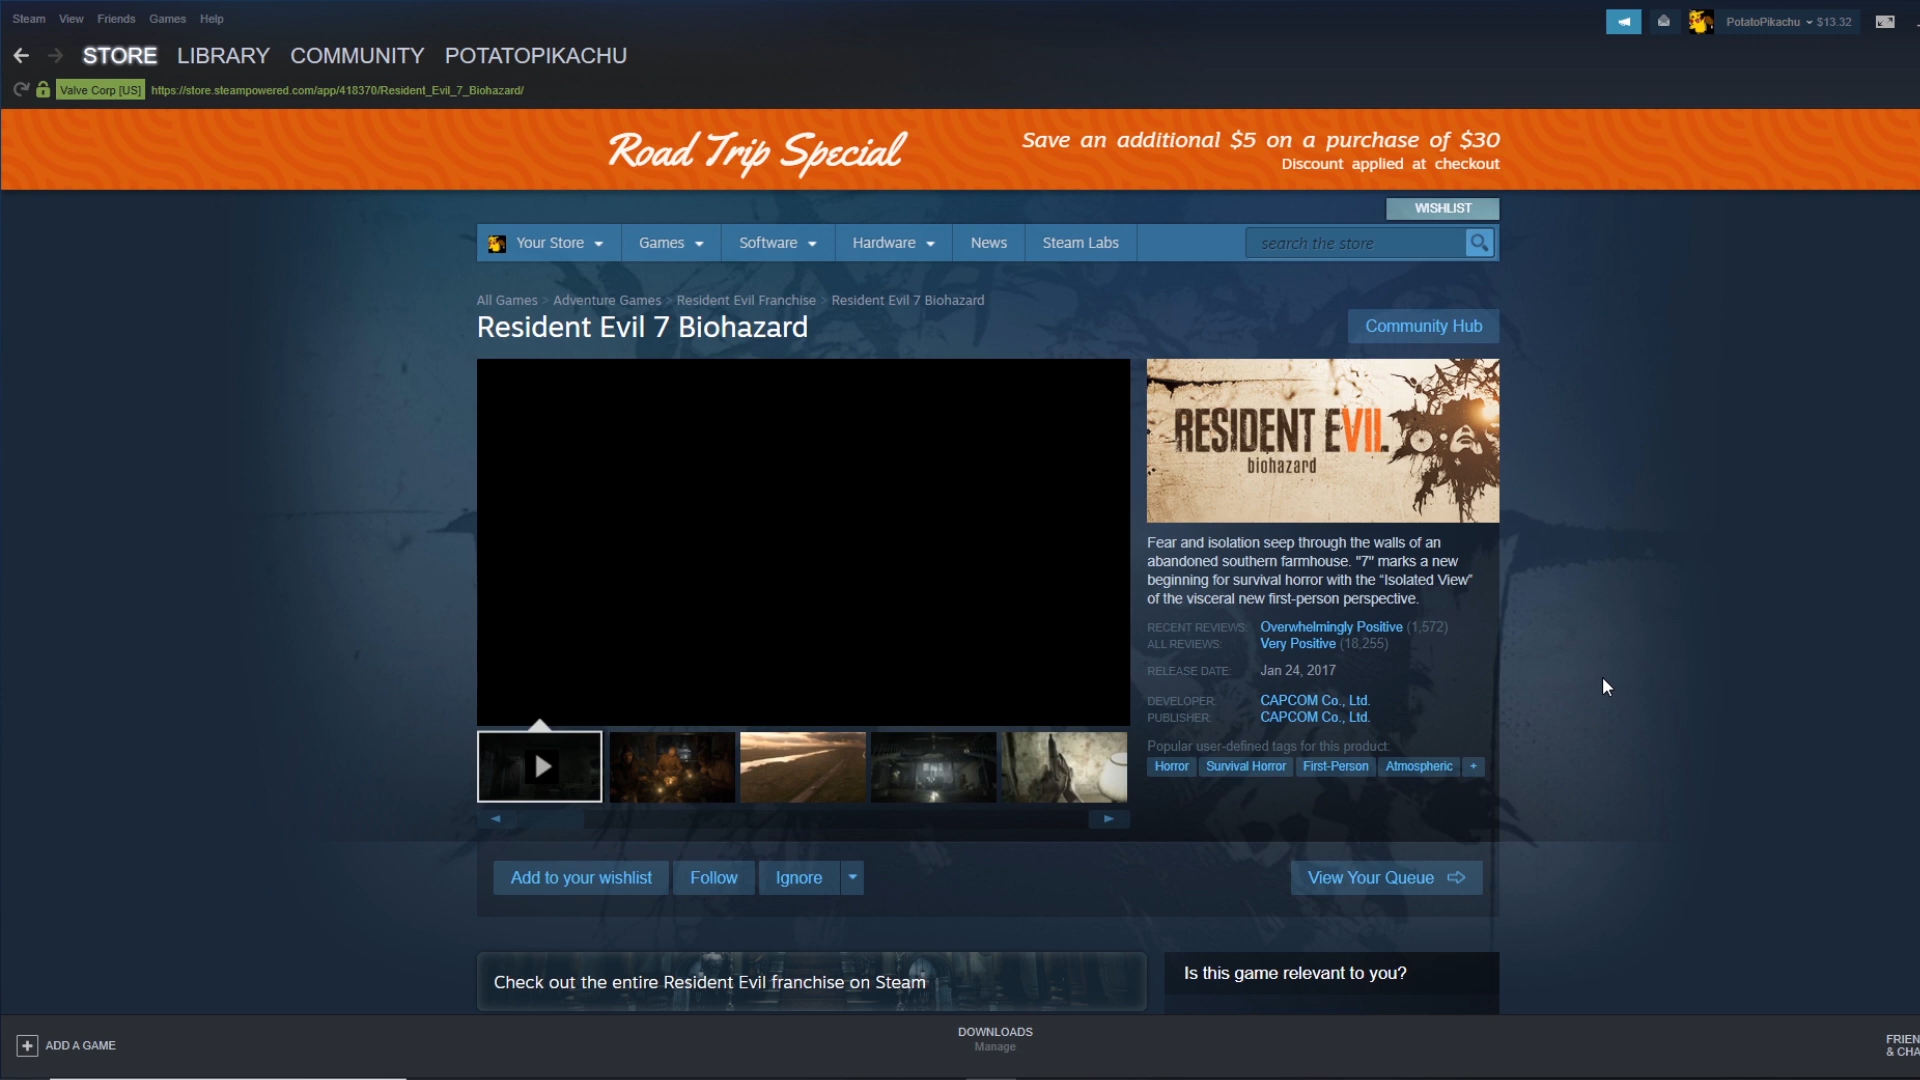 Steam View Friends Games Help
PotatoPikachu $13.32
STORE LIBRARY COMMUNITY POTATOPIKACHU
Valve Corp [US] https://store.steampowered.com/app/418370/Resident_Evil_7_Biohazard/
Road Trip Special
Save an additional $5 on a purchase of $30
Discount applied at checkout
WISHLIST
Your Store Games Software Hardware News Steam Labs search the store
All Games > Adventure Games > Resident Evil Franchise > Resident Evil 7 Biohazard
Resident Evil 7 Biohazard
Community Hub
RESIDENT EVII.
biohazard
Fear and isolation seep through the walls of an
abandoned southern farmhouse. "7" marks a new
beginning for survival horror with the “Isolated View”
of the visceral new first-person perspective.
RECENT REVIEWS: Overwhelmingly Positive (1,572)
ALL REVIEWS: Very Positive (18,255)
RELEASE DATE: Jan 24, 2017
DEVELOPER: CAPCOM Co., Ltd.
PUBLISHER: CAPCOM Co., Ltd.
Popular user-defined tags for this product:
Horror Survival Horror First-Person Atmospheric +
Add to your wishlist Follow Ignore
View Your Queue
Check out the entire Resident Evil franchise on Steam
Is this game relevant to you?
+ ADD A GAME
DOWNLOADS
Manage
FRIEN
& CHA